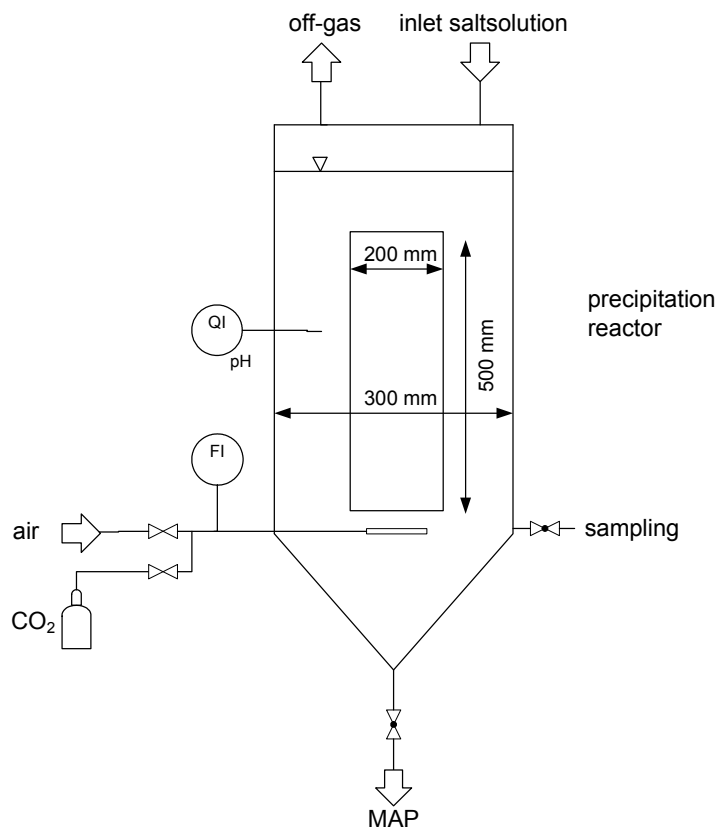 off-gas
inlet saltsolution
200 mm
500 mm
precipitation
reactor
QI
pH
300 mm
FI
air
sampling
CO₂
MAP